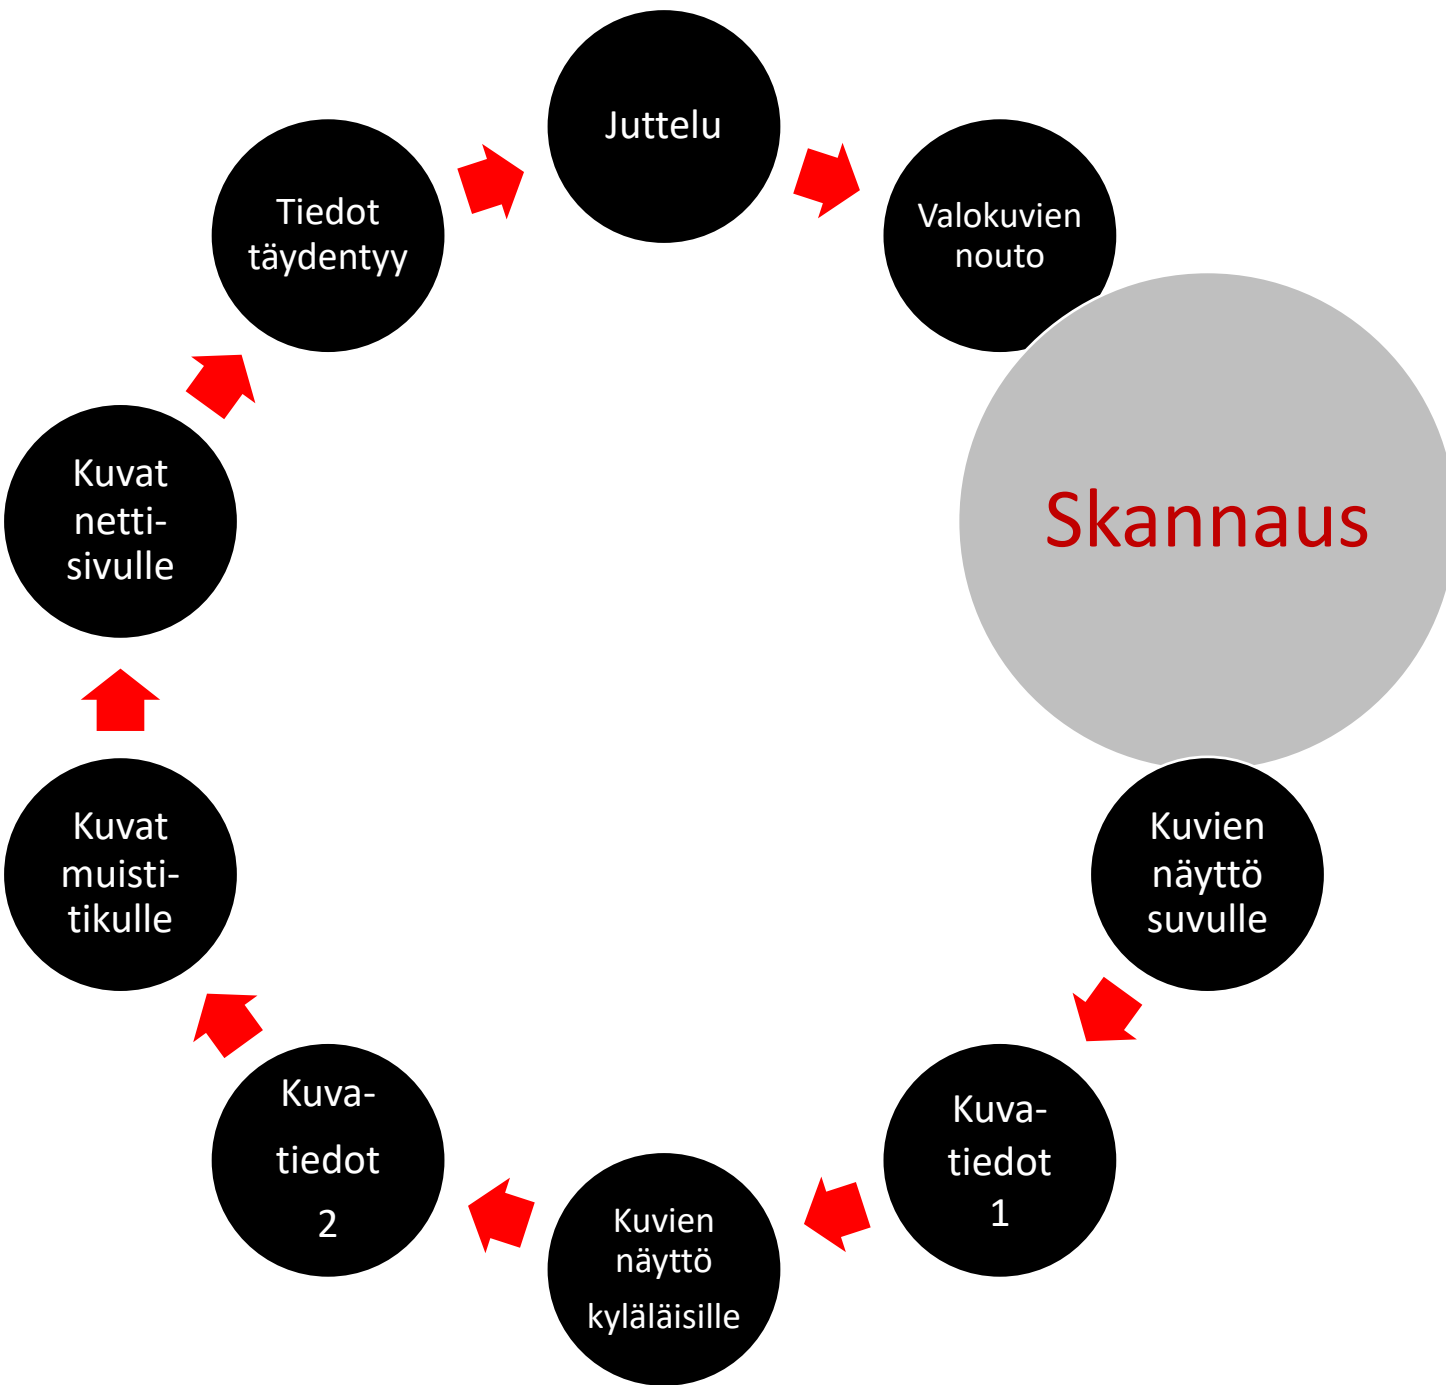 Juttelu
Valokuvien
nouto
Skannaus
Kuvien
näyttö
suvulle
Kuva-
tiedot
1
Kuvien
näyttö
kyläläisille
Kuva-
tiedot
2
Kuvat
muisti-
tikulle
Kuvat
netti-
sivulle
Tiedot
täydentyy